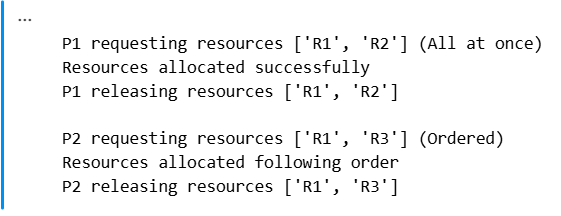 ...
P1 requesting resources ['R1', 'R2'] (All at once)
Resources allocated successfully
P1 releasing resources ['R1', 'R2']
P2 requesting resources ['R1', 'R3'] (Ordered)
Resources allocated following order
P2 releasing resources ['R1', 'R3']